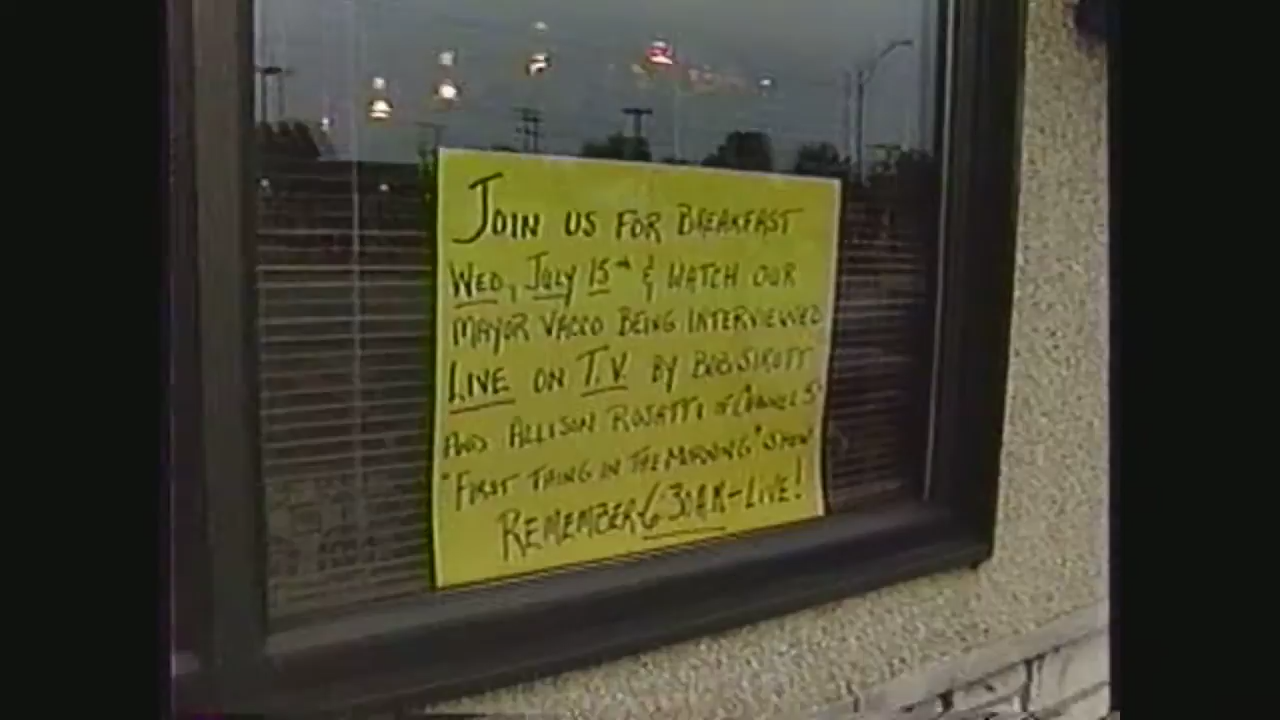 JOIN US FOR BREAKFAST
WED, JULY 15TH & WATCH OUR
MAYOR VACCO BEING INTERVIEWED
LIVE ON T.V. BY BOB SIROTT
AND ALLISON ROSATTI OF CHANNEL 5'S
"FIRST THING IN THE MORNING" SHOW
REMEMBER 6:30 A.M-LIVE!